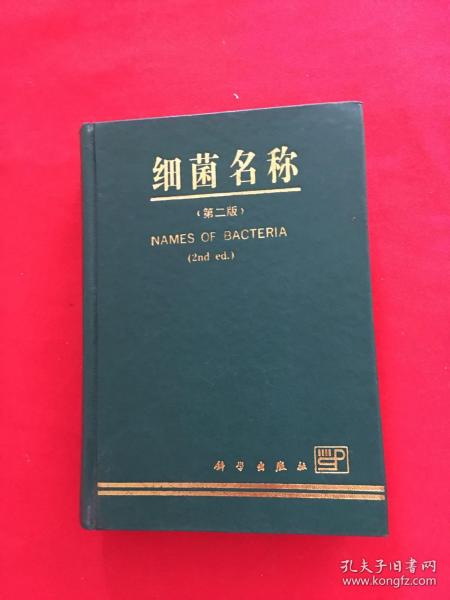 细菌名称
(第二版)
NAMES OF BACTERIA
(2nd ed.)
科学出版社
SP
孔夫子旧书网
www.kongfz.com